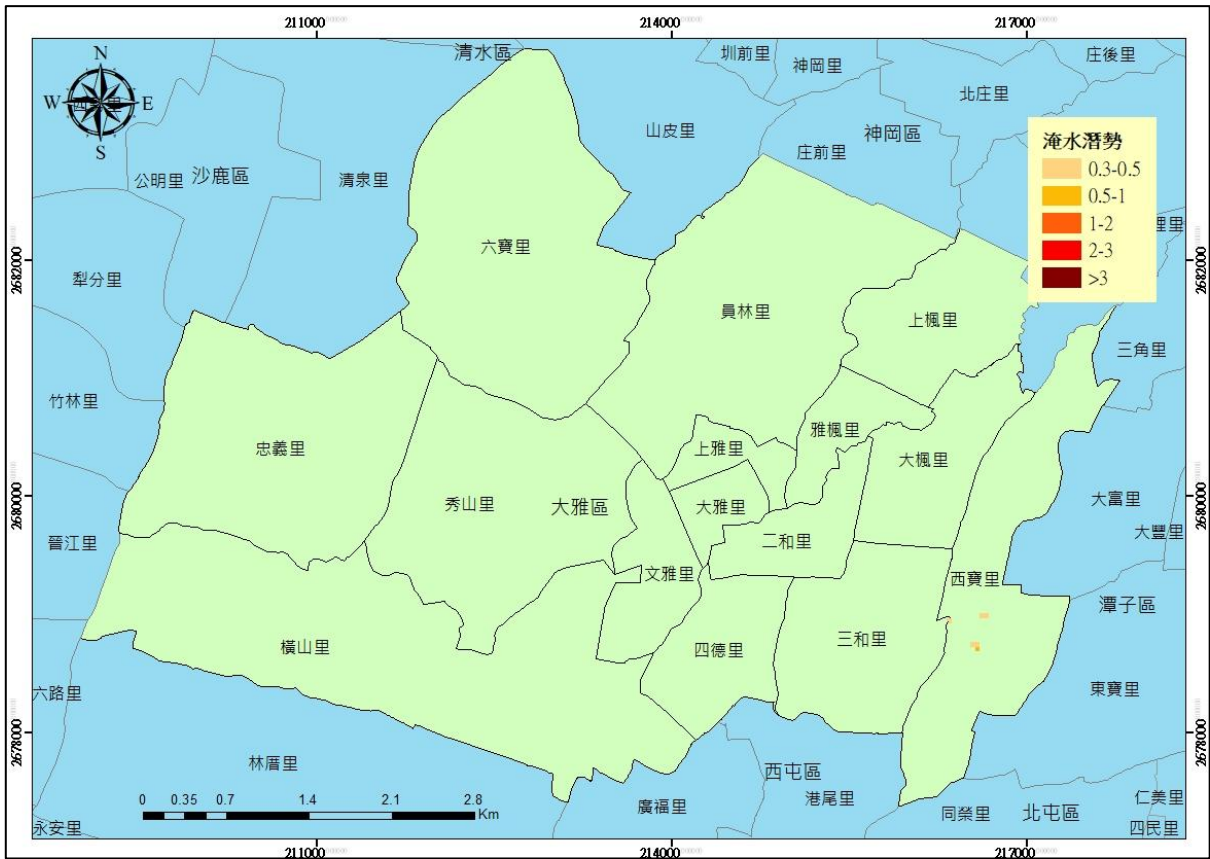 211000
214000
217000
N
W
E
S
清水區
圳前里
神岡里
庄後里
北庄里
山皮里
神岡區
庄前里
公明里
沙鹿區
清泉里
淹水潛勢
0.3-0.5
0.5-1
1-2
2-3
>3
2682000
2682000
六寶里
犁分里
員林里
上楓里
三角里
竹林里
雅楓里
忠義里
上雅里
大楓里
秀山里
大雅區
大雅里
大富里
2680000
2680000
大豐里
晉江里
二和里
文雅里
西寶里
潭子區
橫山里
四德里
三和里
東寶里
六路里
2678000
2678000
林厝里
西屯區
廣福里
港尾里
同榮里
北屯區
仁美里
永安里
四民里
0
0.35
0.7
1.4
2.1
2.8
Km
211000
214000
217000